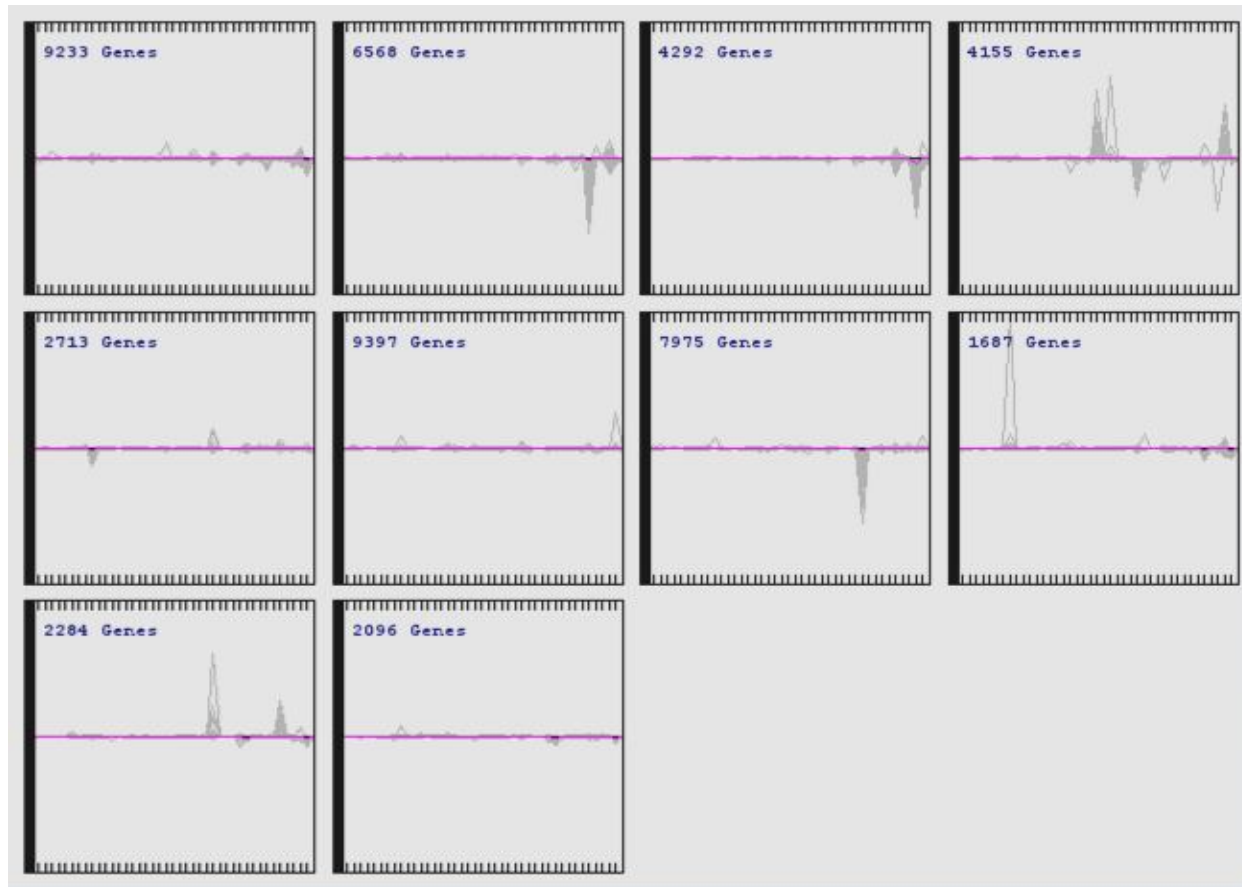 9233 Genes
6568 Genes
4292 Genes
4155 Genes
2713 Genes
9397 Genes
7975 Genes
1687 Genes
2284 Genes
2096 Genes